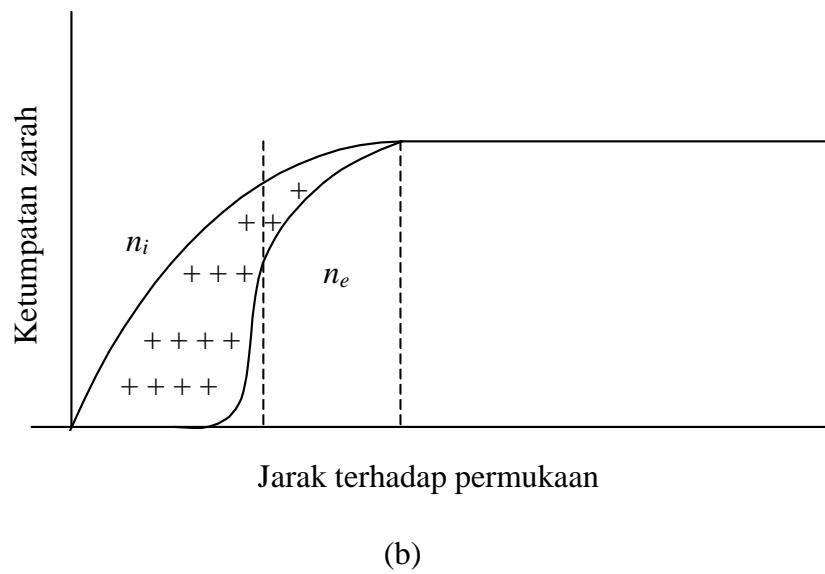 Ketumpatan zarah
n_i
n_e
+
+ +
+ + +
+ + + +
+ + + +
Jarak terhadap permukaan
(b)